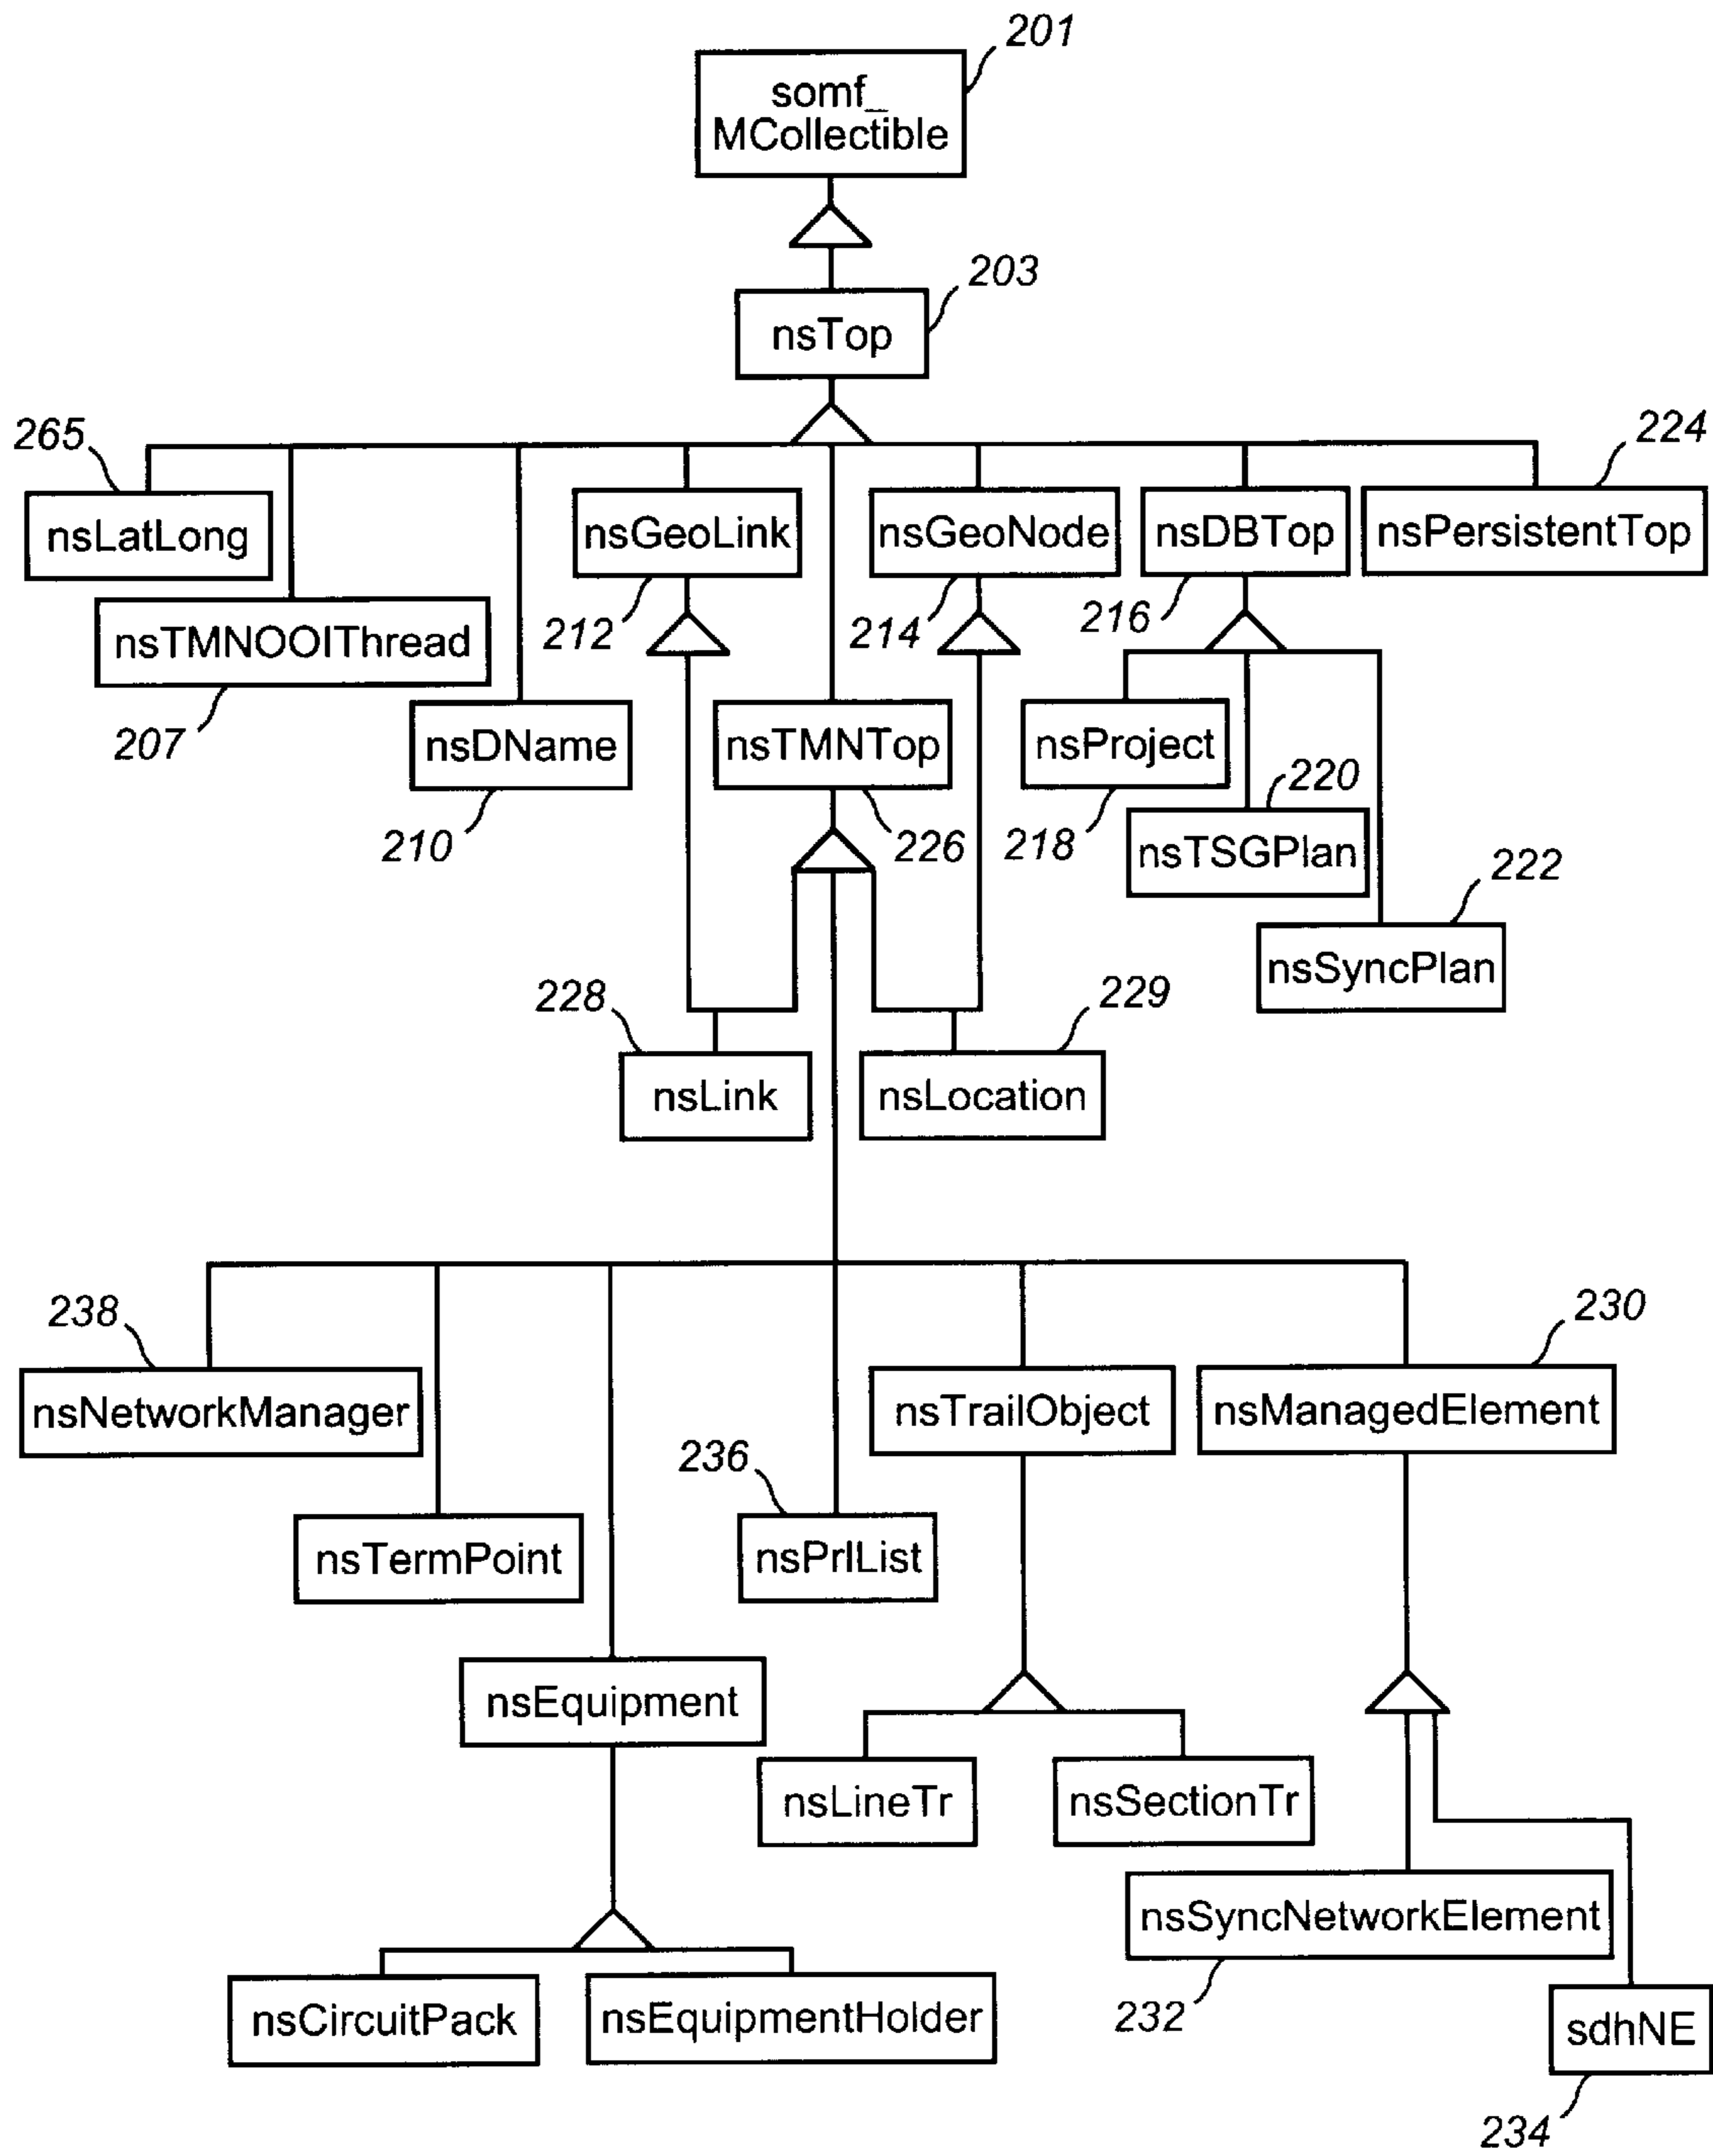 201
somf_
MCollectible
203
nsTop
265
224
nsLatLong
nsGeoLink
nsGeoNode
nsDBTop
nsPersistentTop
212
214
216
nsTMNOOIThread
207
nsDName
nsTMNTop
nsProject
220
210
226
218
nsTSGPlan
222
nsSyncPlan
228
229
nsLink
nsLocation
238
230
nsNetworkManager
nsTrailObject
nsManagedElement
236
nsTermPoint
nsPrlList
nsEquipment
nsLineTr
nsSectionTr
nsSyncNetworkElement
232
nsCircuitPack
nsEquipmentHolder
sdhNE
234